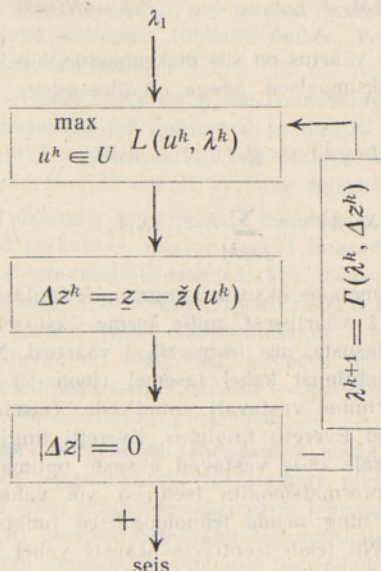 λ₁
max
uᵏ ∈ U L (uᵏ, λᵏ)
Δzᵏ = z̲ − ž (uᵏ)
|Δz| = 0
−
+
seis
λᵏ⁺¹ = Γ (λᵏ, Δzᵏ)